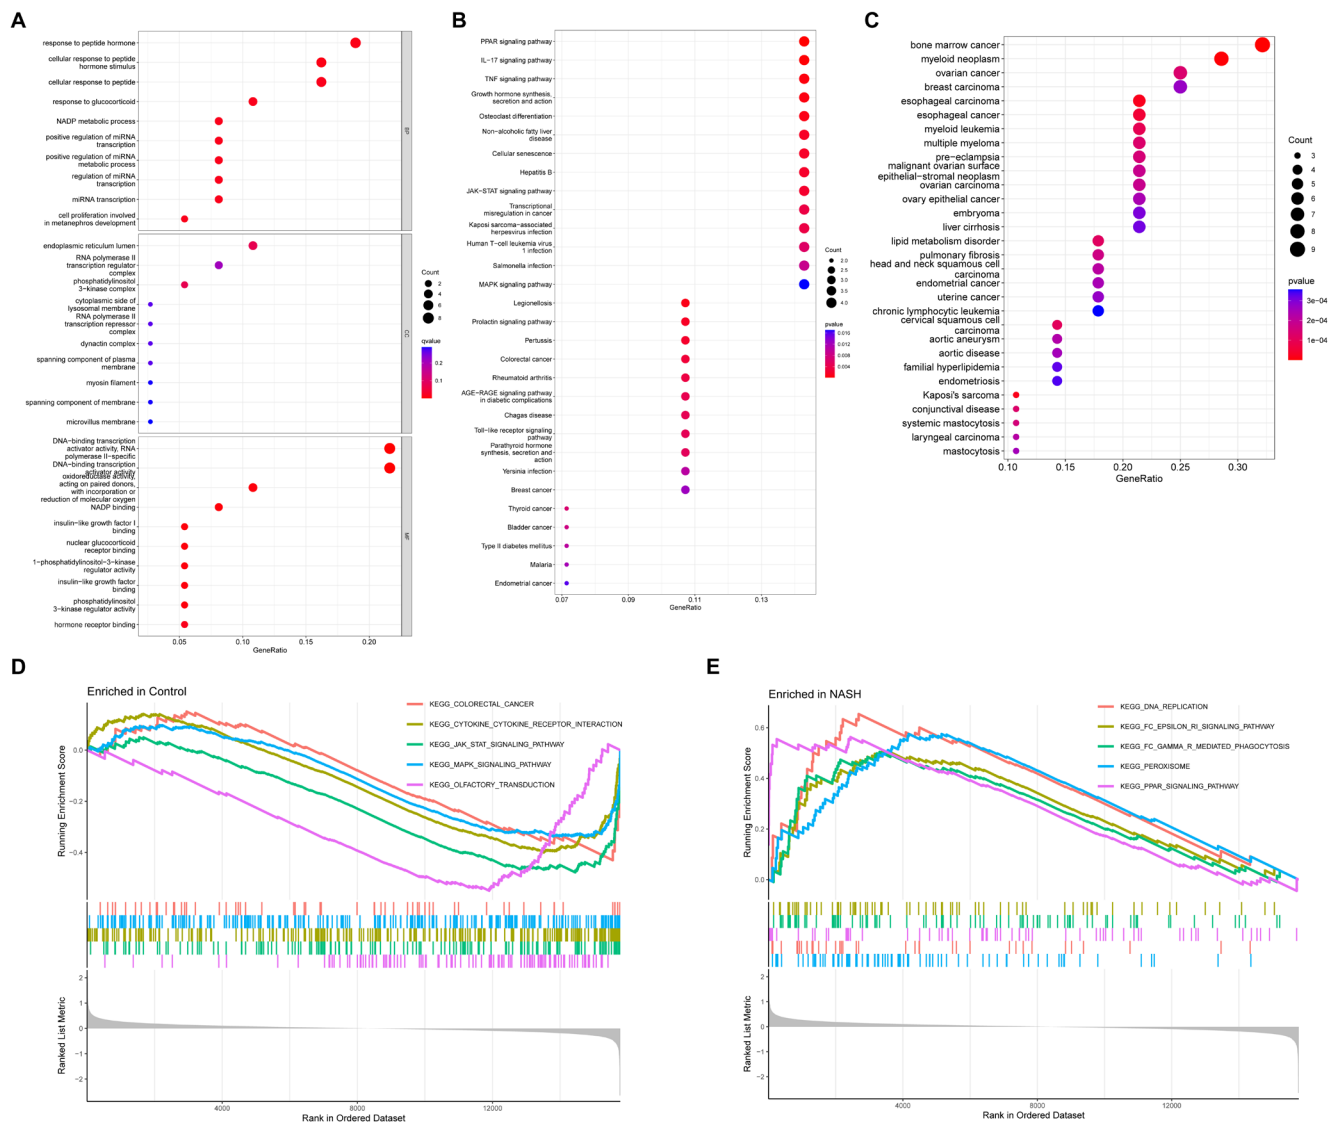 A
response to peptide hormone
cellular response to peptide
hormone stimulus
cellular response to peptide
response to glucocorticoid
NADP metabolic process
positive regulation of miRNA
transcription
positive regulation of miRNA
metabolic process
regulation of miRNA
transcription
miRNA transcription
cell proliferation involved
in metanephros development
BP
endoplasmic reticulum lumen
RNA polymerase II
transcription regulator
complex
phosphatidylinositol
3−kinase complex
cytoplasmic side of
lysosomal membrane
RNA polymerase II
transcription repressor
complex
dynactin complex
spanning component of plasma
membrane
myosin filament
spanning component of membrane
microvillus membrane
CC
DNA−binding transcription
activator activity, RNA
polymerase II−specific
DNA−binding transcription
activator activity
oxidoreductase activity,
acting on paired donors,
with incorporation or
reduction of molecular oxygen
NADP binding
insulin−like growth factor I
binding
nuclear glucocorticoid
receptor binding
1−phosphatidylinositol−3−kinase
regulator activity
insulin−like growth factor
binding
phosphatidylinositol
3−kinase regulator activity
hormone receptor binding
MF
0.05 0.10 0.15 0.20
GeneRatio
Count
2
4
6
8
qvalue
0.2
0.1
B
PPAR signaling pathway
IL−17 signaling pathway
TNF signaling pathway
Growth hormone synthesis,
secretion and action
Osteoclast differentiation
Non−alcoholic fatty liver
disease
Cellular senescence
Hepatitis B
JAK−STAT signaling pathway
Transcriptional
misregulation in cancer
Kaposi sarcoma−associated
herpesvirus infection
Human T−cell leukemia virus
1 infection
Salmonella infection
MAPK signaling pathway
Legionellosis
Prolactin signaling pathway
Pertussis
Colorectal cancer
Rheumatoid arthritis
AGE−RAGE signaling pathway
in diabetic complications
Chagas disease
Toll−like receptor signaling
pathway
Parathyroid hormone
synthesis, secretion and
action
Yersinia infection
Breast cancer
Thyroid cancer
Bladder cancer
Type II diabetes mellitus
Malaria
Endometrial cancer
0.07 0.09 0.11 0.13
GeneRatio
Count
2.0
2.5
3.0
3.5
4.0
pvalue
0.016
0.012
0.008
0.004
C
bone marrow cancer
myeloid neoplasm
ovarian cancer
breast carcinoma
esophageal carcinoma
esophageal cancer
myeloid leukemia
multiple myeloma
pre−eclampsia
malignant ovarian surface
epithelial−stromal neoplasm
ovarian carcinoma
ovary epithelial cancer
embryoma
liver cirrhosis
lipid metabolism disorder
pulmonary fibrosis
head and neck squamous cell
carcinoma
endometrial cancer
uterine cancer
chronic lymphocytic leukemia
cervical squamous cell
carcinoma
aortic aneurysm
aortic disease
familial hyperlipidemia
endometriosis
Kaposi's sarcoma
conjunctival disease
systemic mastocytosis
laryngeal carcinoma
mastocytosis
0.10 0.15 0.20 0.25 0.30
GeneRatio
Count
3
4
5
6
7
8
9
pvalue
3e−04
2e−04
1e−04
D
Enriched in Control
KEGG_COLORECTAL_CANCER
KEGG_CYTOKINE_CYTOKINE_RECEPTOR_INTERACTION
KEGG_JAK_STAT_SIGNALING_PATHWAY
KEGG_MAPK_SIGNALING_PATHWAY
KEGG_OLFACTORY_TRANSDUCTION
Running Enrichment Score
0.0
−0.2
−0.4
Ranked List Metric
2
1
0
−1
−2
4000 8000 12000
Rank in Ordered Dataset
E
Enriched in NASH
KEGG_DNA_REPLICATION
KEGG_FC_EPSILON_RI_SIGNALING_PATHWAY
KEGG_FC_GAMMA_R_MEDIATED_PHAGOCYTOSIS
KEGG_PEROXISOME
KEGG_PPAR_SIGNALING_PATHWAY
Running Enrichment Score
0.6
0.4
0.2
0.0
Ranked List Metric
2
1
0
−1
−2
4000 8000 12000
Rank in Ordered Dataset